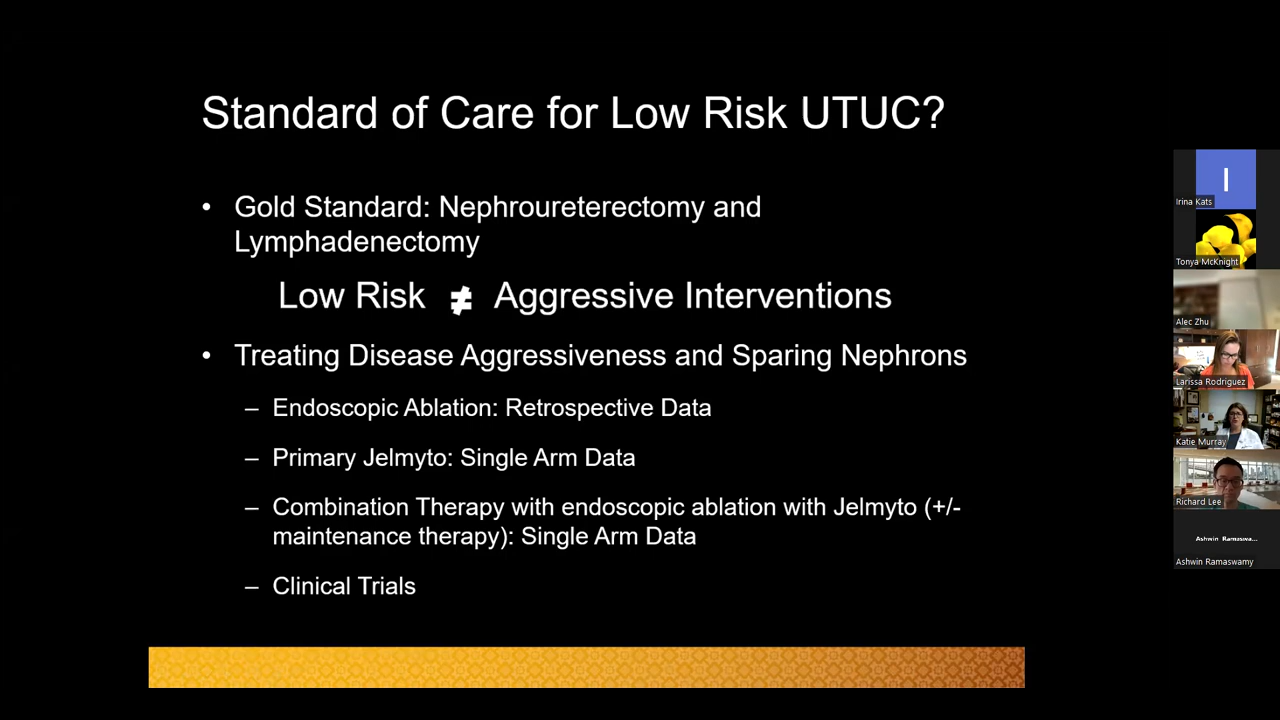 Standard of Care for Low Risk UTUC?
• Gold Standard: Nephroureterectomy and
Lymphadenectomy
Low Risk ≠ Aggressive Interventions
• Treating Disease Aggressiveness and Sparing Nephrons
– Endoscopic Ablation: Retrospective Data
– Primary Jelmyto: Single Arm Data
– Combination Therapy with endoscopic ablation with Jelmyto (+/-
maintenance therapy): Single Arm Data
– Clinical Trials
I
Irina Kats
Tonya McKnight
Alec Zhu
Larissa Rodriguez
Katie Murray
Richard Lee
Ashwin Ramaswa...
Ashwin Ramaswamy